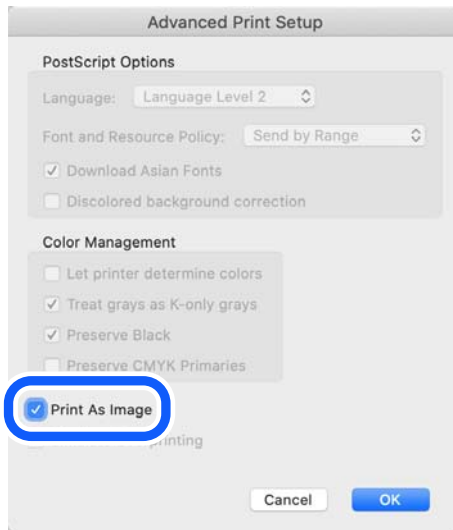 Advanced Print Setup
PostScript Options
Language: Language Level 2
Font and Resource Policy: Send by Range
Download Asian Fonts
Discolored background correction
Color Management
Let printer determine colors
Treat grays as K-only grays
Preserve Black
Preserve CMYK Primaries
Print As Image
printing
Cancel OK